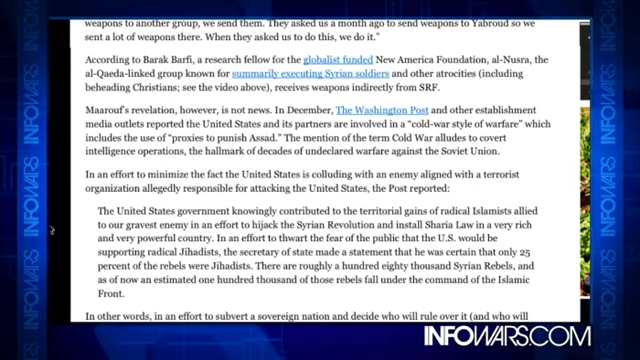 weapons to another group, we send them. They asked us a month ago to send weapons to Yabroud so we
sent a lot of weapons there. When they asked us to do this, we do it."
According to Barak Barfi, a research fellow for the globalist funded New America Foundation, al-Nusra, the
al-Qaeda-linked group known for summarily executing Syrian soldiers and other atrocities (including
beheading Christians; see the video above), receives weapons indirectly from SRF.
Maarouf's revelation, however, is not news. In December, The Washington Post and other establishment
media outlets reported the United States and its partners are involved in a "cold-war style of warfare" which
includes the use of "proxies to punish Assad." The mention of the term Cold War alludes to covert
intelligence operations, the hallmark of decades of undeclared warfare against the Soviet Union.
In an effort to minimize the fact the United States is colluding with an enemy aligned with a terrorist
organization allegedly responsible for attacking the United States, the Post reported:
The United States government knowingly contributed to the territorial gains of radical Islamists allied
to our gravest enemy in an effort to hijack the Syrian Revolution and install Sharia Law in a very rich
and very powerful country. In an effort to thwart the fear of the public that the U.S. would be
supporting radical Jihadists, the secretary of state made a statement that he was certain that only 25
percent of the rebels were Jihadists. There are roughly a hundred eighty thousand Syrian Rebels, and
as of now an estimated one hundred thousand of those rebels fall under the command of the Islamic
Front.
In other words, in an effort to subvert a sovereign nation and decide who will rule over it (and who will
INFOWARS
INFOWARS
INFOWARS.COM